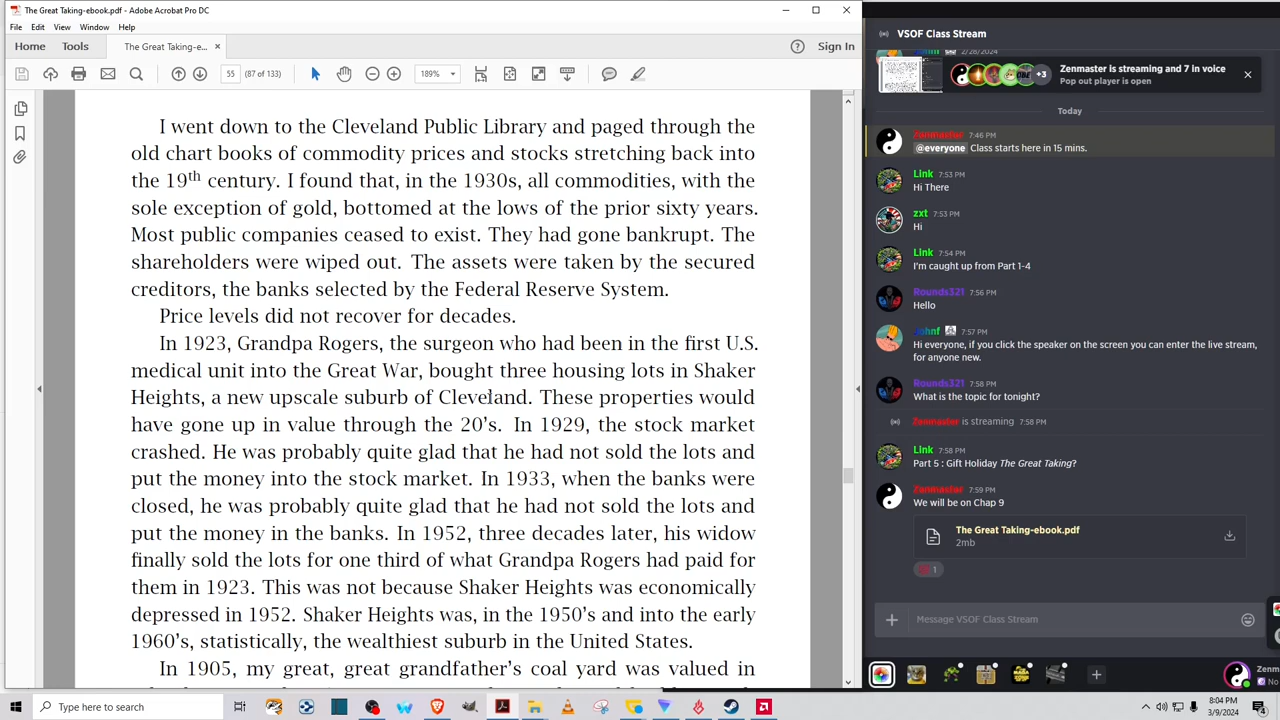 The Great Taking-ebook.pdf - Adobe Acrobat Pro DC
File Edit View Window Help
Home Tools The Great Taking-e... × Sign In
55 (87 of 133) 189%
I went down to the Cleveland Public Library and paged through the
old chart books of commodity prices and stocks stretching back into
the 19th Century. I found that, in the 1930s, all commodities, with the
sole exception of gold, bottomed at the lows of the prior sixty years.
Most public companies ceased to exist. They had gone bankrupt. The
shareholders were wiped out. The assets were taken by the secured
creditors, the banks selected by the Federal Reserve System.
Price levels did not recover for decades.
In 1923, Grandpa Rogers, the surgeon who had been in the first U.S.
medical unit into the Great War, bought three housing lots in Shaker
Heights, a new upscale suburb of Cleveland. These properties would
have gone up in value through the 20's. In 1929, the stock market
crashed. He was probably quite glad that he had not sold the lots and
put the money into the stock market. In 1933, when the banks were
closed, he was probably quite glad that he had not sold the lots and
put the money in the bank. In 1952, three decades later, his widow
finally sold the lots for one third of what Grandpa Rogers had paid for
them in 1923. This was not because Shaker Heights was economically
depressed in 1952. Shaker Heights was, in the 1950's and into the early
1960's, statistically, the wealthiest suburb in the United States.
In 1905, my great, great grandfather's coal yard was valued in
VSOF Class Stream
2/28/2024
Zenmaster is streaming and 7 in voice
Pop out player is open
+3
Today
Zenmaster 7:46 PM
@everyone Class starts here in 15 mins.
Link 7:53 PM
Hi There
zxt 7:53 PM
Hi
Link 7:54 PM
I'm caught up from Part 1-4
Rounds321 7:56 PM
Hello
7:57 PM
Hi everyone, if you click the speaker on the screen you can enter the live stream,
for anyone new.
Rounds321 7:58 PM
What is the topic for tonight?
Zenmaster is streaming 7:58 PM
Link 7:58 PM
Part 5 : Gift Holiday The Great Taking?
Zenmaster 7:59 PM
We will be on Chap 9
The Great Taking-ebook.pdf
2mb
1
Message VSOF Class Stream
Zenm
No
Type here to search
8:04 PM
3/9/2024
4